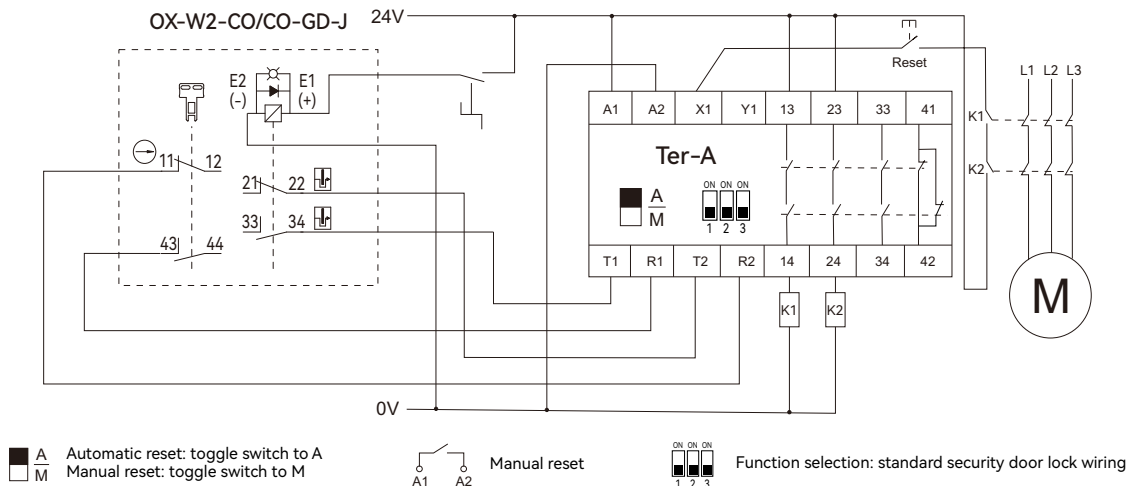 OX-W2-CO/CO-GD-J
24V
E2 E1
(-) (+)
11 12
21 22
33 34
43 44
Reset
A1 A2 X1 Y1 13 23 33 41
Ter-A
A
M
ON ON ON
1 2 3
T1 R1 T2 R2 14 24 34 42
K1 K2
L1 L2 L3
K1
K2
M
0V
A
M
Automatic reset: toggle switch to A
Manual reset: toggle switch to M
A1 A2
Manual reset
ON ON ON
1 2 3
Function selection: standard security door lock wiring